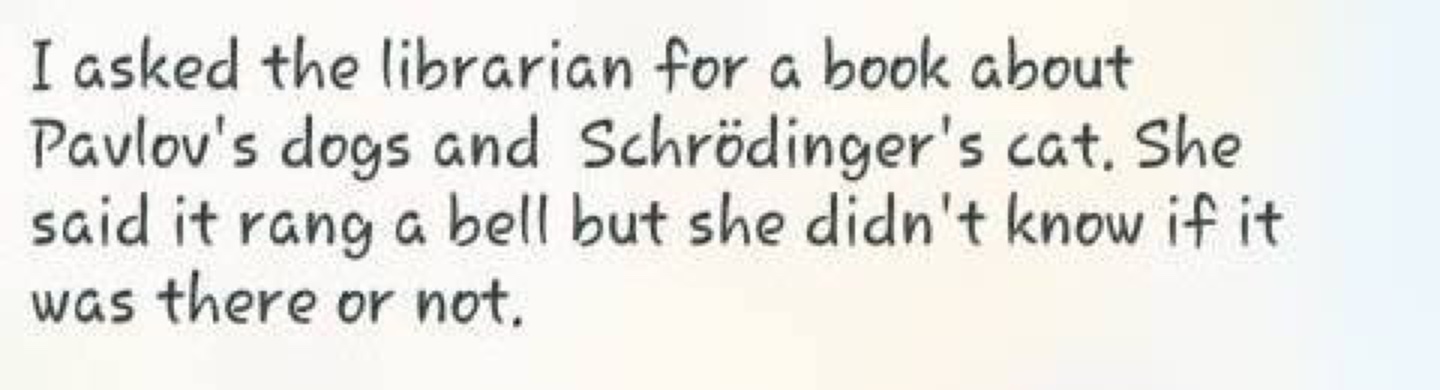 I asked the librarian for a book about
Pavlov's dogs and  Schrödinger's cat. She
said it rang a bell but she didn't know if it
was there or not.